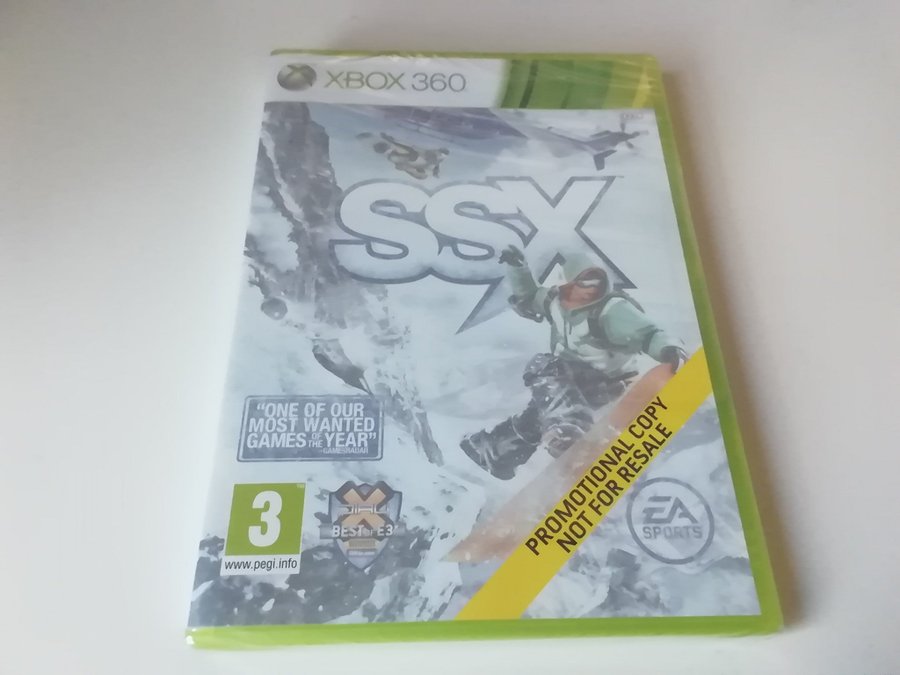 XBOX 360
SSX
"ONE OF OUR
MOST WANTED
GAMES OF THE YEAR"
GAMESRADAR
3
www.pegi.info
BEST OF E3
PROMOTIONAL COPY
NOT FOR RESALE
EA
SPORTS